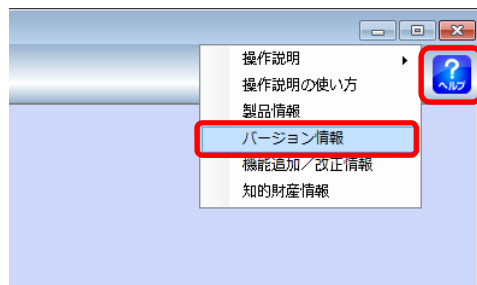 操作説明
操作説明の使い方
製品情報
バージョン情報
機能追加／改正情報
知的財産情報
?
ヘルプ